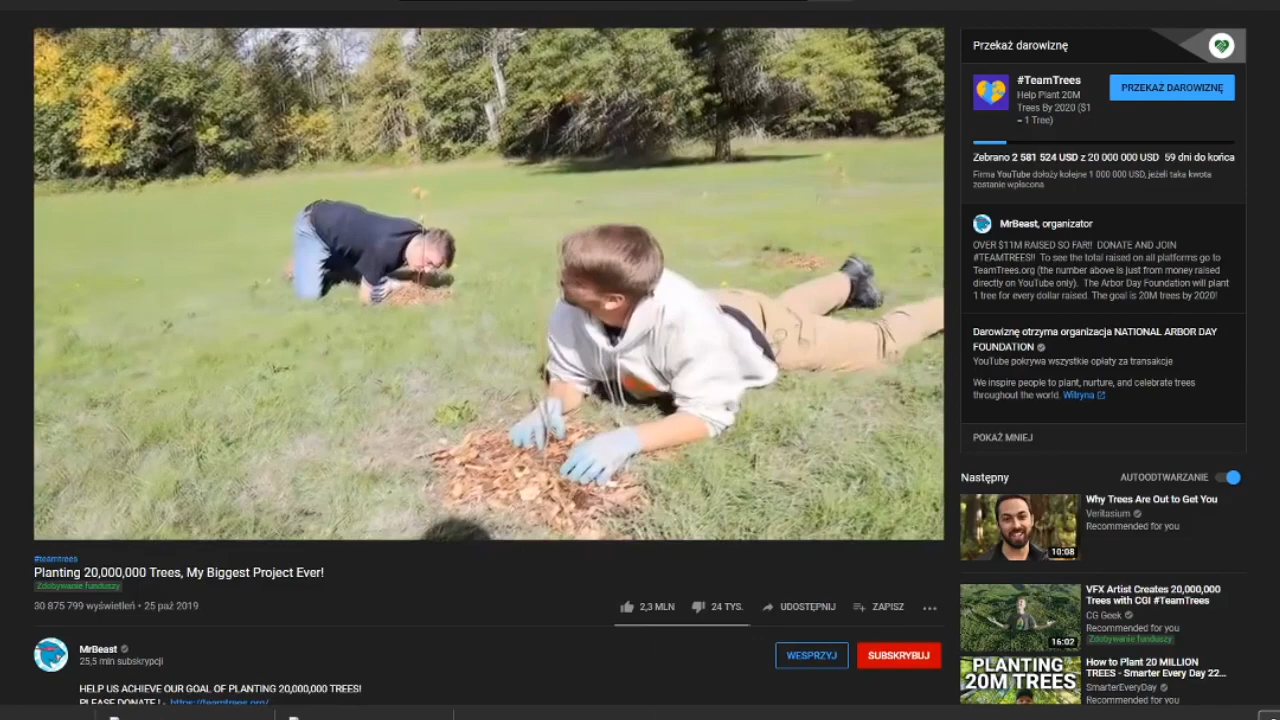 Przekaż darowiznę
#TeamTrees
Help Plant 20M
Trees By 2020 ($1
= 1 Tree)
PRZEKAŻ DAROWIZNĘ
Zebrano 2 581 524 USD z 20 000 000 USD 59 dni do końca
Firma YouTube dołoży kolejne 1 000 000 USD, jeżeli taka kwota
zostanie wpłacona
MrBeast, organizator
OVER $11M RAISED SO FAR!! DONATE AND JOIN
#TEAMTREES!! To see the total raised on all platforms go to
TeamTrees.org (the number above is just from money raised
directly on YouTube only). The Arbor Day Foundation will plant
1 tree for every dollar raised. The goal is 20M trees by 2020!
Darowiznę otrzyma organizacja NATIONAL ARBOR DAY
FOUNDATION
YouTube pokrywa wszystkie opłaty za transakcje
We inspire people to plant, nurture, and celebrate trees
throughout the world. Witryna
POKAŻ MNIEJ
Następny
AUTOODTWARZANIE
Why Trees Are Out to Get You
Veritasium
Recommended for you
10:08
VFX Artist Creates 20,000,000
Trees with CGI #TeamTrees
CG Geek
Recommended for you
Zdobywanie funduszy
16:02
PLANTING
20M TREES
How to Plant 20 MILLION
TREES - Smarter Every Day 22...
SmarterEveryDay
Recommended for you
#teamtrees
Planting 20,000,000 Trees, My Biggest Project Ever!
Zdobywanie funduszy
30 875 799 wyświetleń • 25 paź 2019
2,3 MLN
24 TYS.
UDOSTĘPNIJ
ZAPISZ
MrBeast
25,5 mln subskrypcji
WESPRZYJ
SUBSKRYBUJ
HELP US ACHIEVE OUR GOAL OF PLANTING 20,000,000 TREES!
PLEASE DONATE ! - https://teamtrees.org/